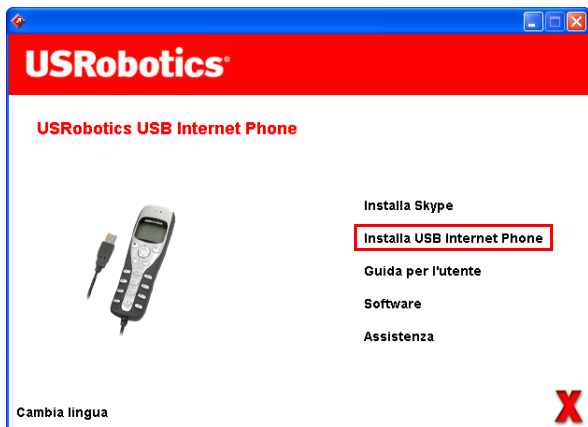 USRobotics
USRobotics USB Internet Phone
Installa Skype
Installa USB Internet Phone
Guida per l'utente
Software
Assistenza
Cambia lingua
X